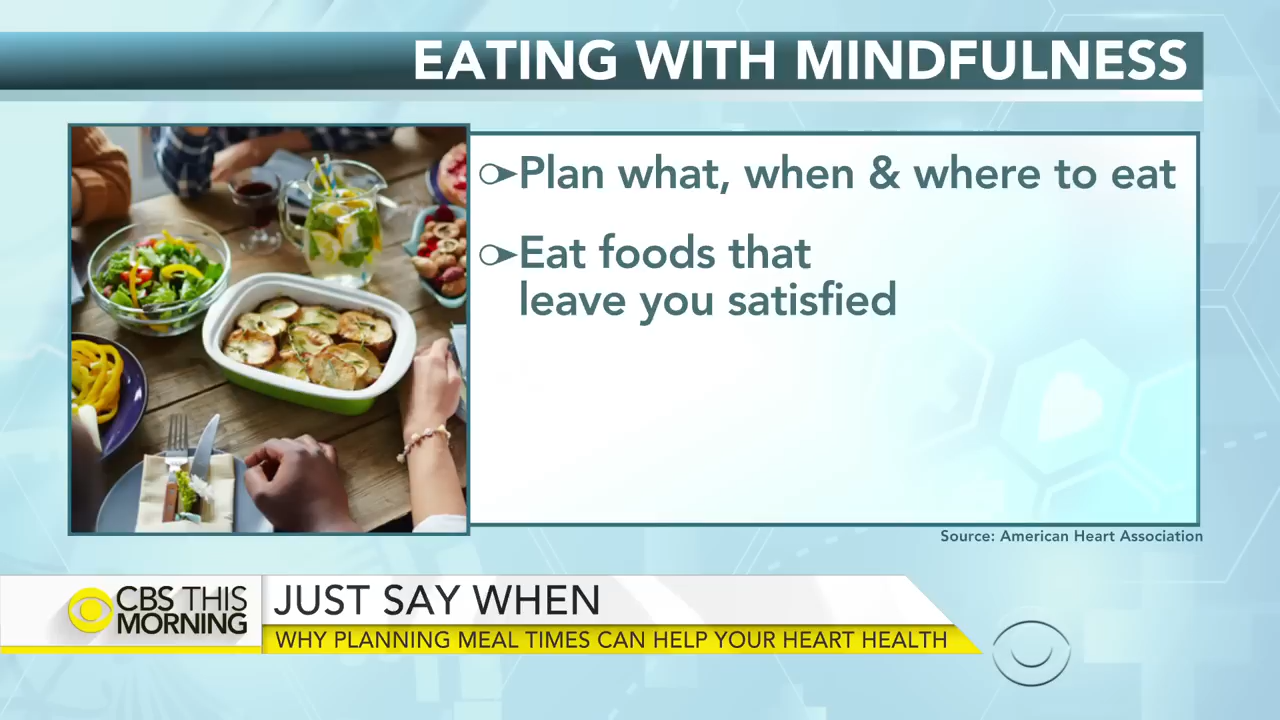 EATING WITH MINDFULNESS
Plan what, when & where to eat
Eat foods that
leave you satisfied
Source: American Heart Association
CBS THIS
MORNING
JUST SAY WHEN
WHY PLANNING MEAL TIMES CAN HELP YOUR HEART HEALTH